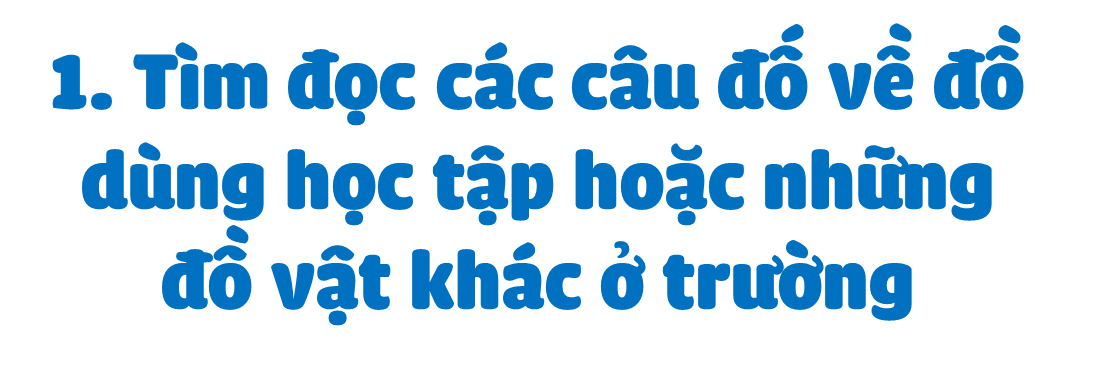 1. Tìm đọc các câu đố về đồ
dùng học tập hoặc những
đồ vật khác ở trường